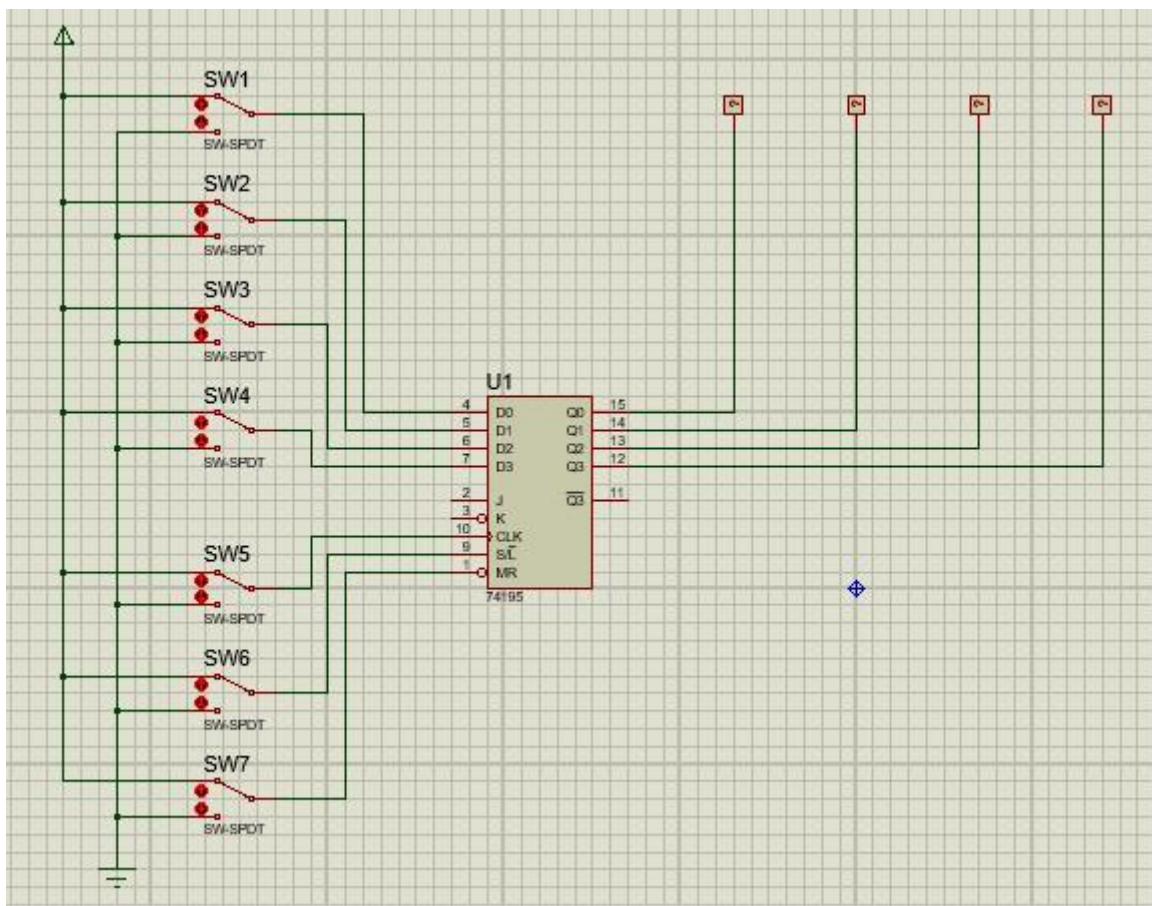 SW1
SW-SPDT
SW2
SW-SPDT
SW3
SW-SPDT
SW4
SW-SPDT
SW5
SW-SPDT
SW6
SW-SPDT
SW7
SW-SPDT
? ? ? ?
U1
4 D0 Q0 15
5 D1 Q1 14
6 D2 Q2 13
7 D3 Q3 12
2 J Q3 11
3 K
10 CLK
9 S/L
1 MR
74195